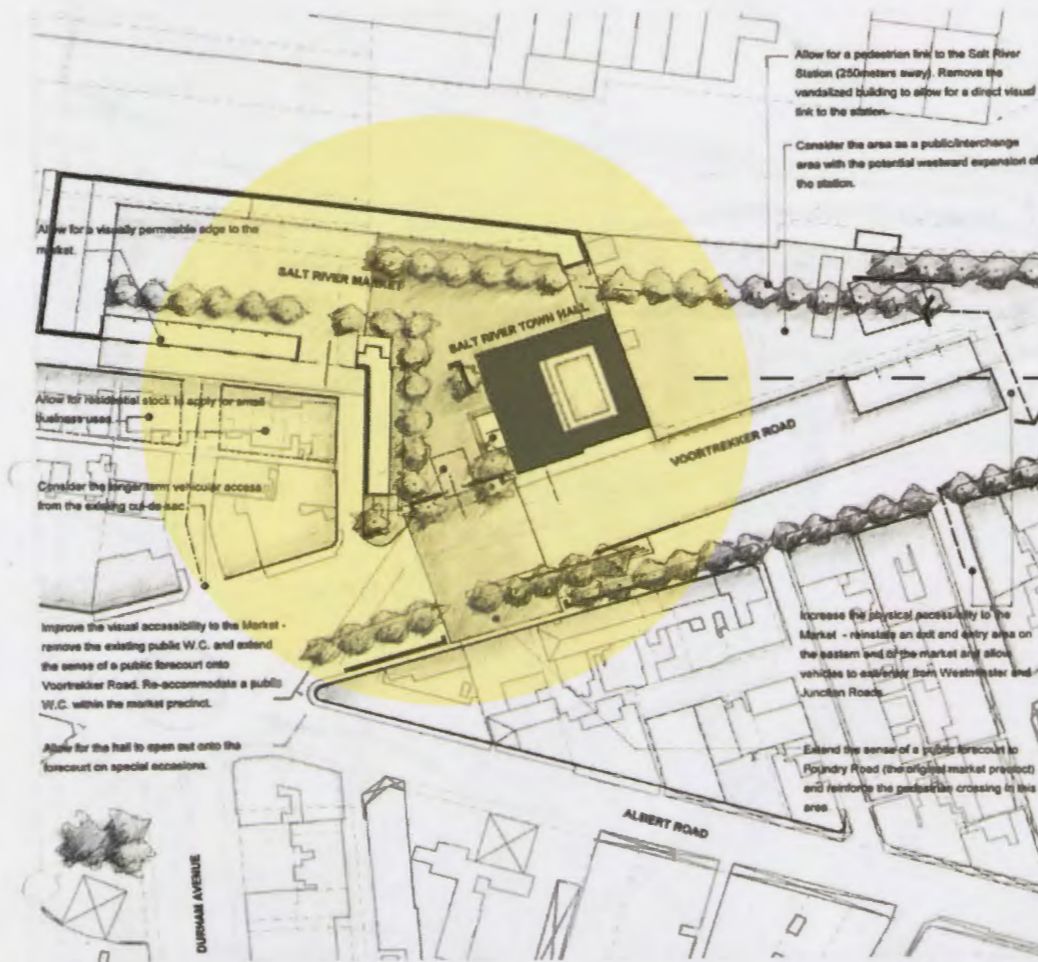 Allow for a pedestrian link to the Salt River
Station (250meters away). Remove the
vandalized building to allow for a direct visual
link to the station.
Consider the area as a public/interchange
area with the potential westward expansion of
the station.
Allow for a visually permeable edge to the
market.
SALT RIVER MARKET
SALT RIVER TOWN HALL
Allow for residential stock to apply for small
business uses
VOORTREKKER ROAD
Consider the longer term vehicular access
from the existing cul-de-sac.
Improve the visual accessibility to the Market -
remove the existing public W.C. and extend
the sense of a public forecourt onto
Voortrekker Road. Re-accommodate a public
W.C. within the market precinct.
Allow for the hall to open out onto the
forecourt on special occasions.
Increase the physical accessibility to the
Market - reinstate an exit and entry area on
the eastern end of the market and allow
vehicles to exit/enter from Westminster and
Junction Roads.
Extend the sense of a public forecourt to
Foundry Road (the original market precinct)
and reinforce the pedestrian crossing in this
area
ALBERT ROAD
DURHAM AVENUE